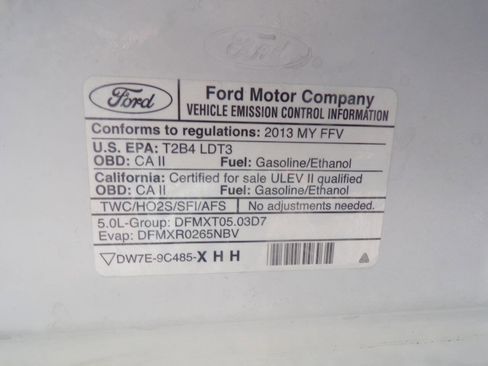 Ford
Ford
Ford Motor Company
VEHICLE EMISSION CONTROL INFORMATION
Conforms to regulations: 2013 MY FFV
U.S. EPA: T2B4 LDT3
OBD: CA II Fuel: Gasoline/Ethanol
California: Certified for sale ULEV II qualified
OBD: CA II Fuel: Gasoline/Ethanol
TWC/HO2S/SFI/AFS No adjustments needed.
5.0L-Group: DFMXT05.03D7
Evap: DFMXR0265NBV
DW7E-9C485-XHH